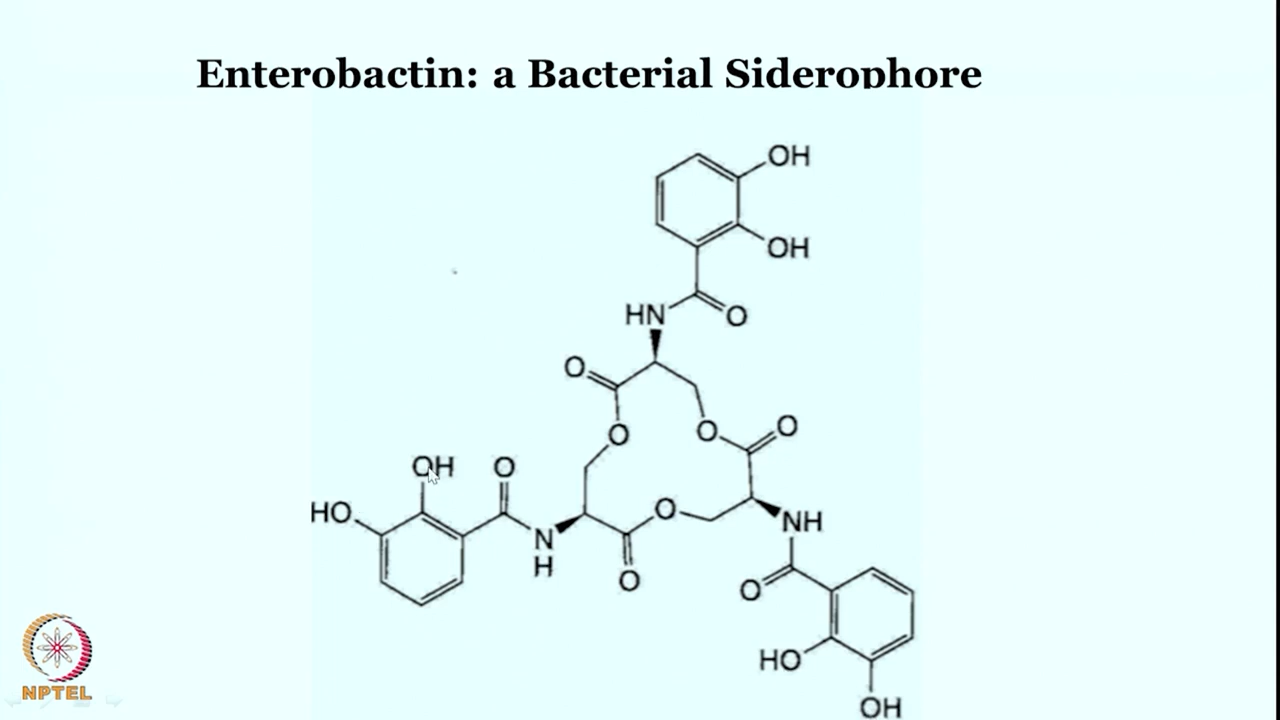 Enterobactin: a Bacterial Siderophore
OH
OH
HN
O
O
O
O
O
OH
O
HO
O
NH
N
H
O
O
HO
OH
NPTEL